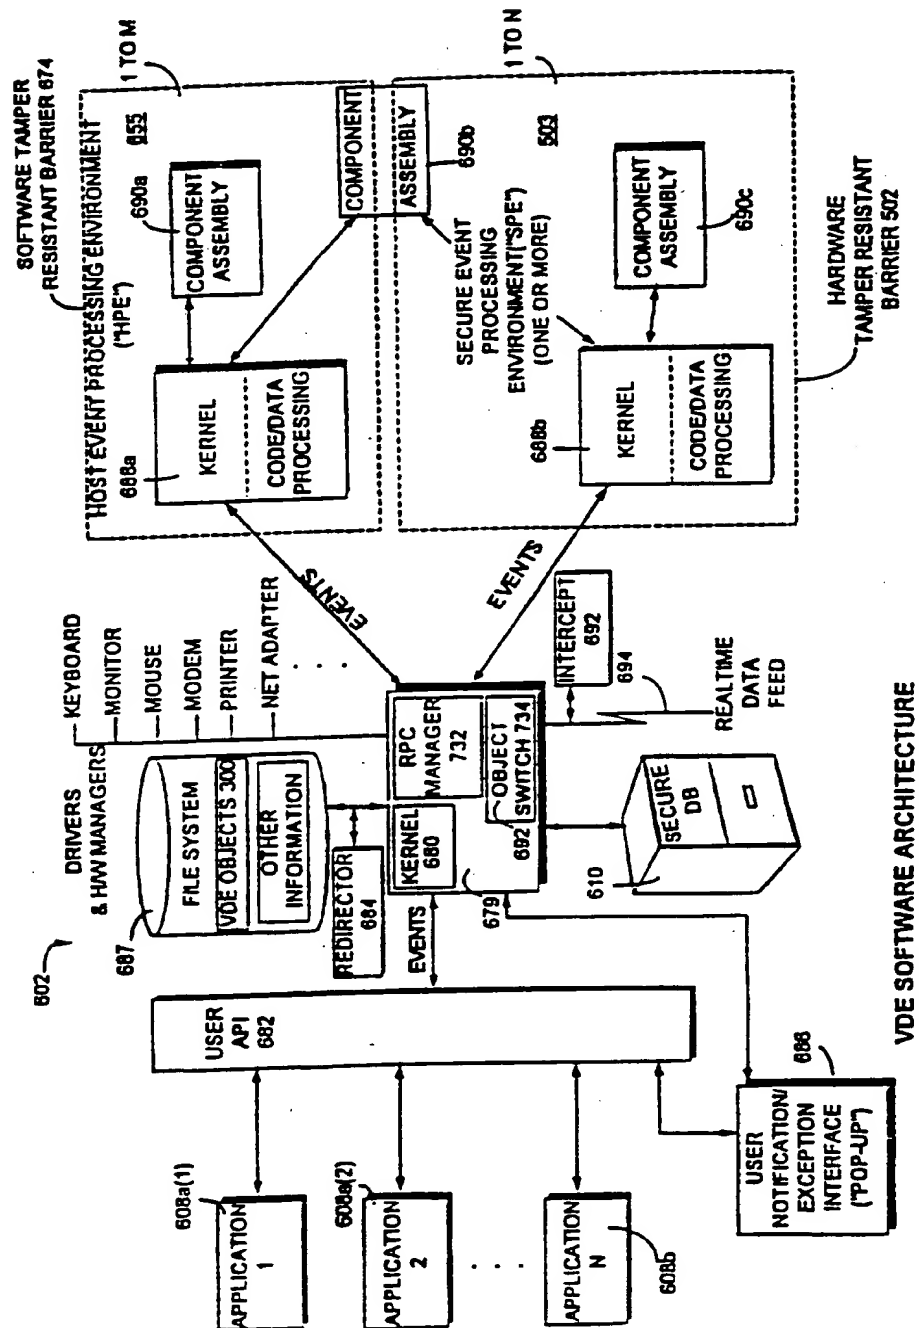 SOFTWARE TAMPER
RESISTANT BARRIER 674
1 TO M
HOST EVENT PROCESSING ENVIRONMENT
("HPE")
655
690a
COMPONENT
ASSEMBLY
688a
KERNEL
CODE/DATA
PROCESSING
COMPONENT
ASSEMBLY
690b
1 TO N
503
SECURE EVENT
PROCESSING
ENVIRONMENT("SPE")
(ONE OR MORE)
COMPONENT
ASSEMBLY
690c
688b
KERNEL
CODE/DATA
PROCESSING
HARDWARE
TAMPER RESISTANT
BARRIER 502
EVENTS
EVENTS
602
DRIVERS
& H/W MANAGERS
KEYBOARD
MONITOR
MOUSE
MODEM
PRINTER
NET ADAPTER
. . .
687
FILE SYSTEM
VDE OBJECTS 300
OTHER
INFORMATION
REDIRECTOR
684
RPC
MANAGER
732
KERNEL
680
OBJECT
SWITCH 734
692
679
INTERCEPT
692
694
REALTIME
DATA
FEED
610
SECURE
DB
EVENTS
USER
API
682
608a(1)
APPLICATION
1
608a(2)
APPLICATION
2
. . . .
APPLICATION
N
608b
686
USER
NOTIFICATION/
EXCEPTION
INTERFACE
("POP-UP")
VDE SOFTWARE ARCHITECTURE